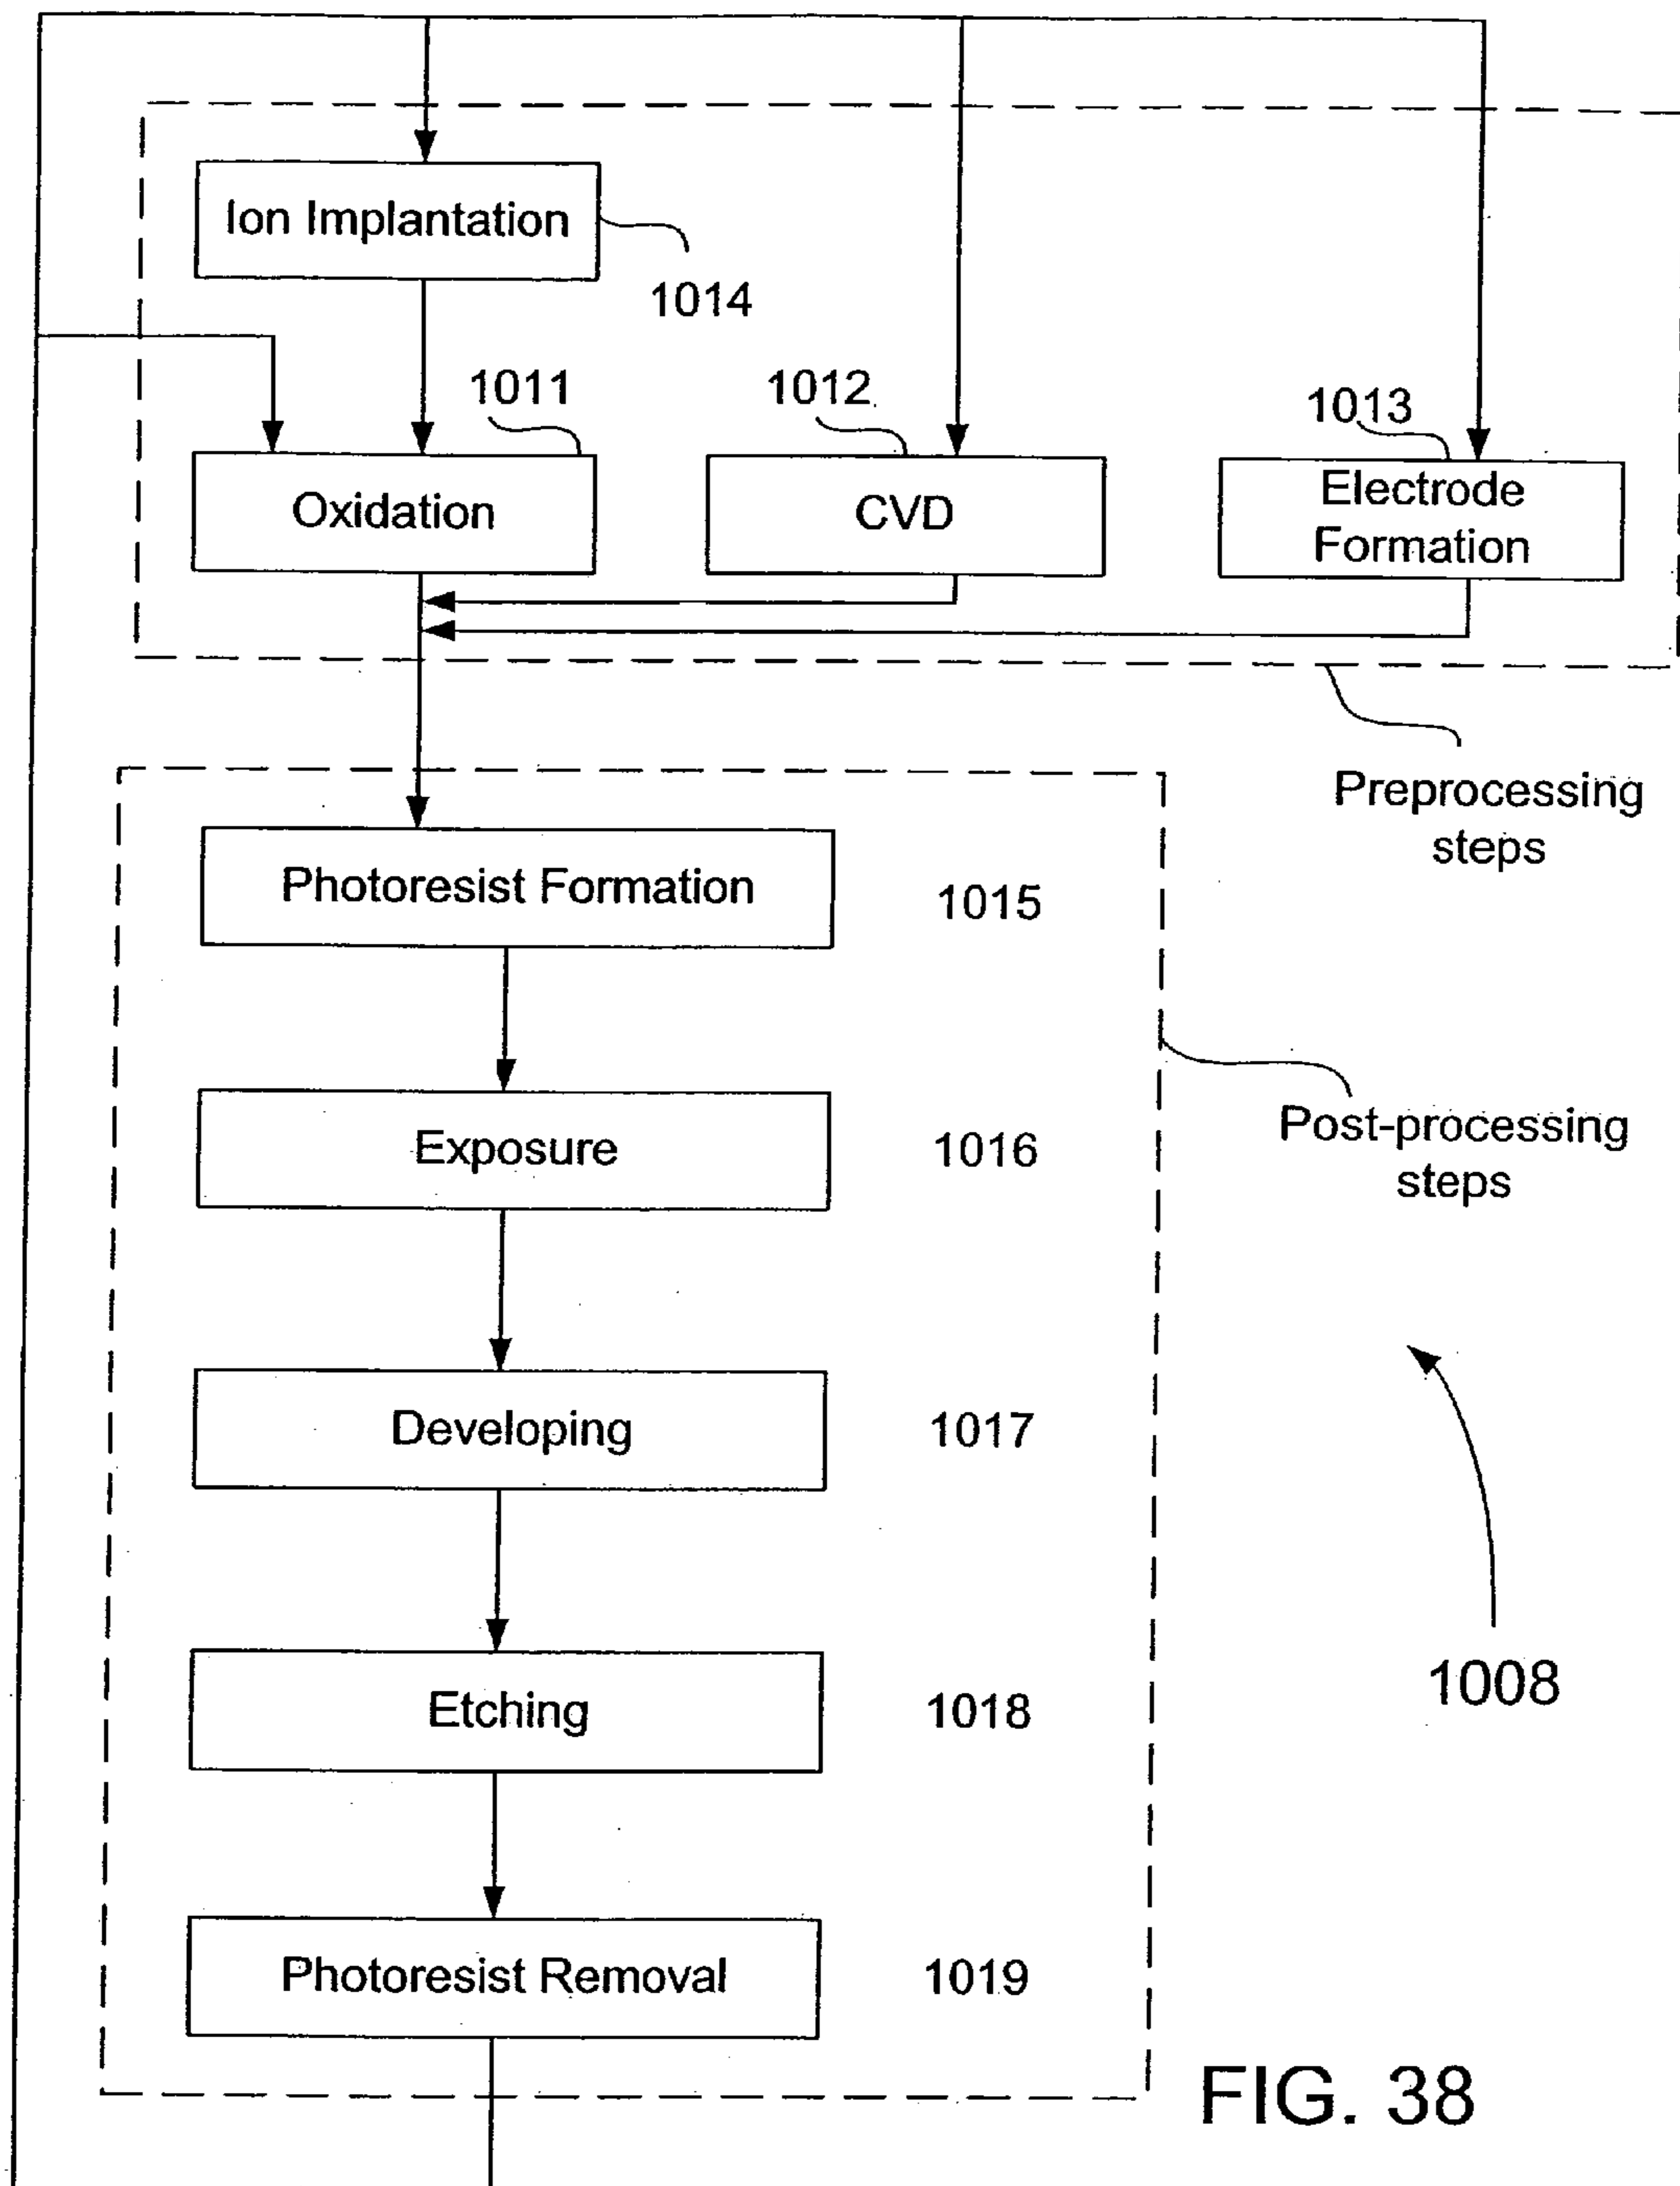 Ion Implantation
1014
1011
1012
1013
Oxidation
CVD
Electrode
Formation
Preprocessing
steps
Photoresist Formation
1015
Exposure
1016
Post-processing
steps
Developing
1017
Etching
1018
1008
Photoresist Removal
1019
FIG. 38